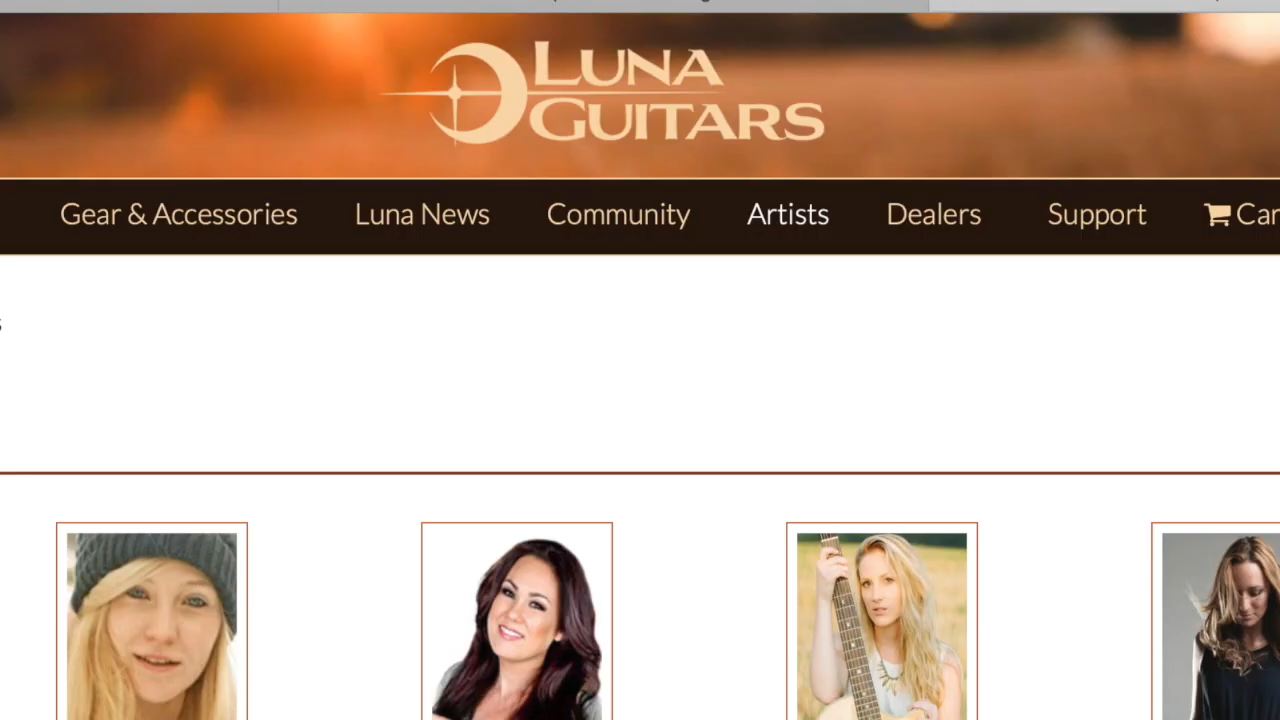 LUNA
GUITARS
Gear & Accessories Luna News Community Artists Dealers Support